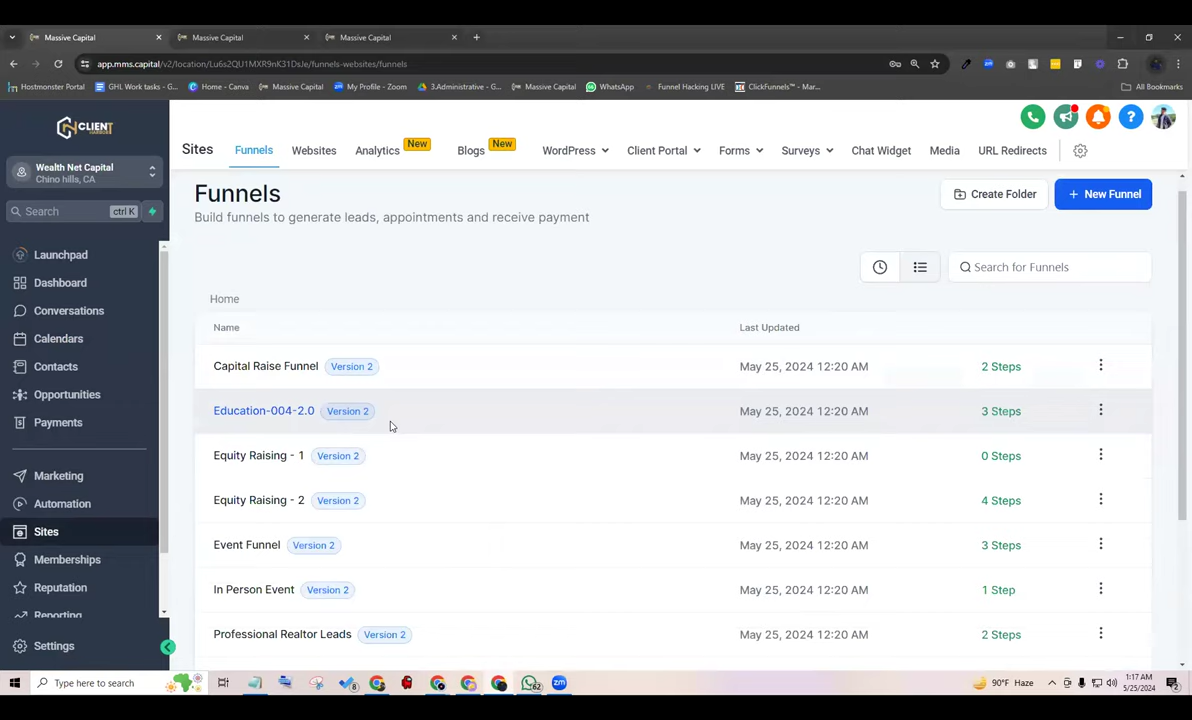 Massive Capital
Massive Capital
Massive Capital
app.mms.capital/v2/location/Lu6s2QU1MXR9nK31DsJe/funnels-websites/funnels
Hostmonster Portal
GHL Work tasks - G...
Home - Canva
Massive Capital
My Profile - Zoom
3.Administrative - G...
Massive Capital
WhatsApp
Funnel Hacking LIVE
ClickFunnels™ - Mar...
All Bookmarks
CLIENT
Wealth Net Capital
Chino hills, CA
Search
ctrl K
Launchpad
Dashboard
Conversations
Calendars
Contacts
Opportunities
Payments
Marketing
Automation
Sites
Memberships
Reputation
Reporting
Settings
Sites
Funnels
Websites
Analytics
New
Blogs
New
WordPress
Client Portal
Forms
Surveys
Chat Widget
Media
URL Redirects
Funnels
Build funnels to generate leads, appointments and receive payment
Create Folder
+ New Funnel
Search for Funnels
Home
Name Last Updated
Capital Raise Funnel Version 2 May 25, 2024 12:20 AM 2 Steps
Education-004-2.0 Version 2 May 25, 2024 12:20 AM 3 Steps
Equity Raising - 1 Version 2 May 25, 2024 12:20 AM 0 Steps
Equity Raising - 2 Version 2 May 25, 2024 12:20 AM 4 Steps
Event Funnel Version 2 May 25, 2024 12:20 AM 3 Steps
In Person Event Version 2 May 25, 2024 12:20 AM 1 Step
Professional Realtor Leads Version 2 May 25, 2024 12:20 AM 2 Steps
Type here to search
8
62
90°F Haze
1:17 AM
5/25/2024
2